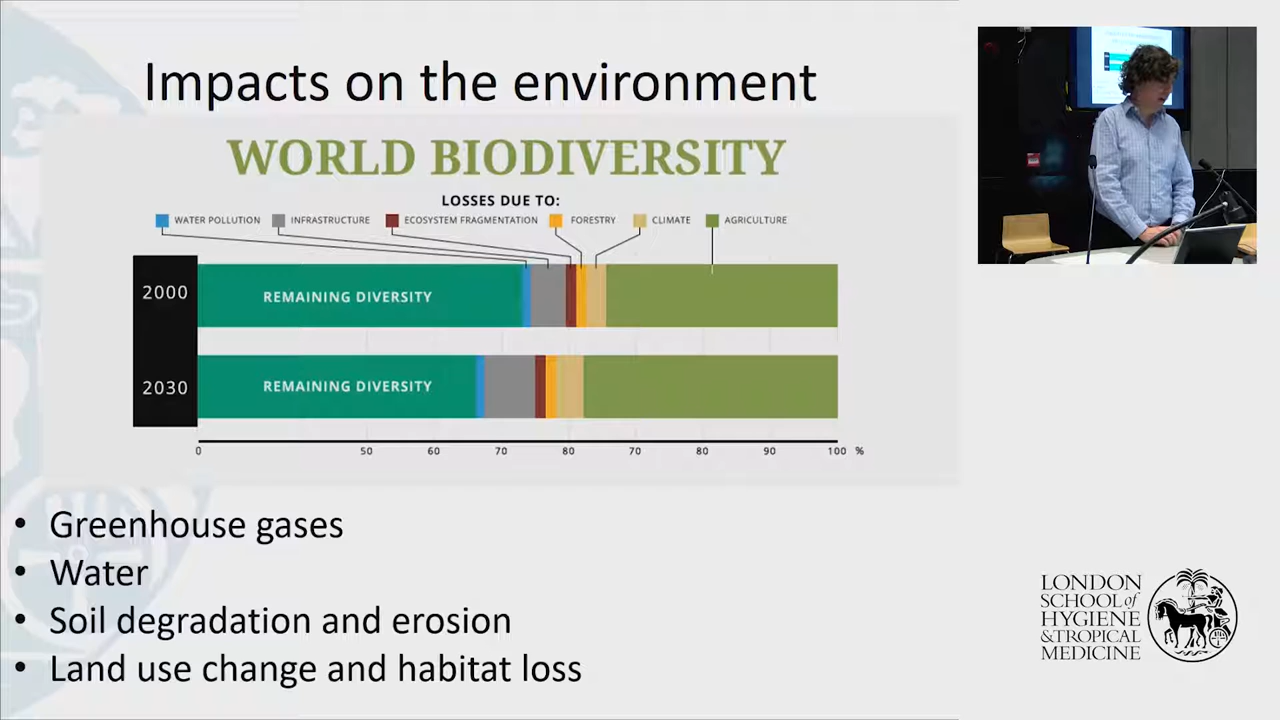 Impacts on the environment
WORLD BIODIVERSITY
LOSSES DUE TO:
WATER POLLUTION INFRASTRUCTURE ECOSYSTEM FRAGMENTATION FORESTRY CLIMATE AGRICULTURE
2000 REMAINING DIVERSITY
2030 REMAINING DIVERSITY
0 50 60 70 80 70 80 90 100 %
• Greenhouse gases
• Water
• Soil degradation and erosion
• Land use change and habitat loss
LONDON
SCHOOL of
HYGIENE
& TROPICAL
MEDICINE